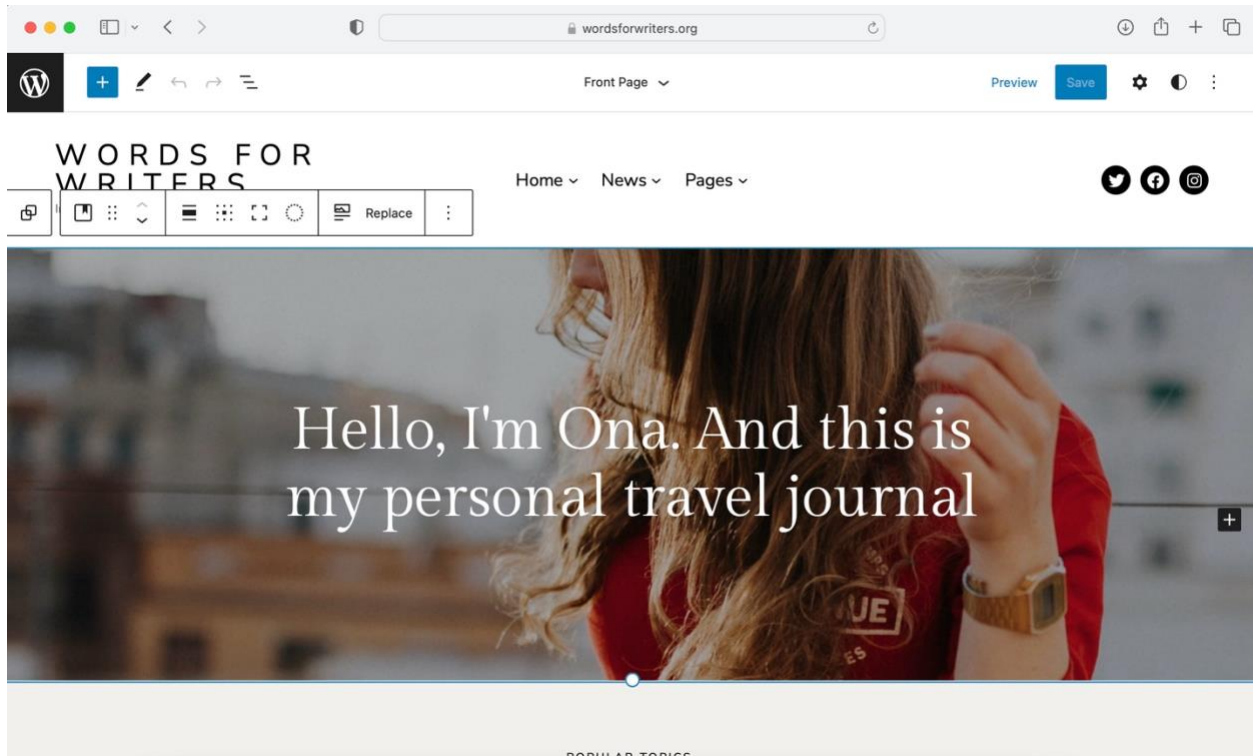 wordsforwriters.org
Front Page
Preview
Save
WORDS FOR
WRITERS
Home
News
Pages
Replace
Hello, I'm Ona. And this is
my personal travel journal
UE
ES
POPULAR TOPICS